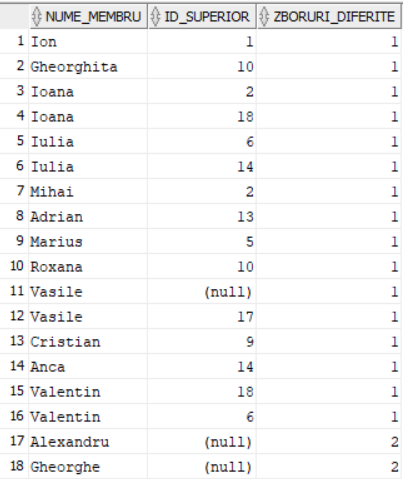 NUME_MEMBRU ID_SUPERIOR ZBORURI_DIFERITE
1 Ion 1 1
2 Gheorghita 10 1
3 Ioana 2 1
4 Ioana 18 1
5 Iulia 6 1
6 Iulia 14 1
7 Mihai 2 1
8 Adrian 13 1
9 Marius 5 1
10 Roxana 10 1
11 Vasile (null) 1
12 Vasile 17 1
13 Cristian 9 1
14 Anca 14 1
15 Valentin 18 1
16 Valentin 6 1
17 Alexandru (null) 2
18 Gheorghe (null) 2